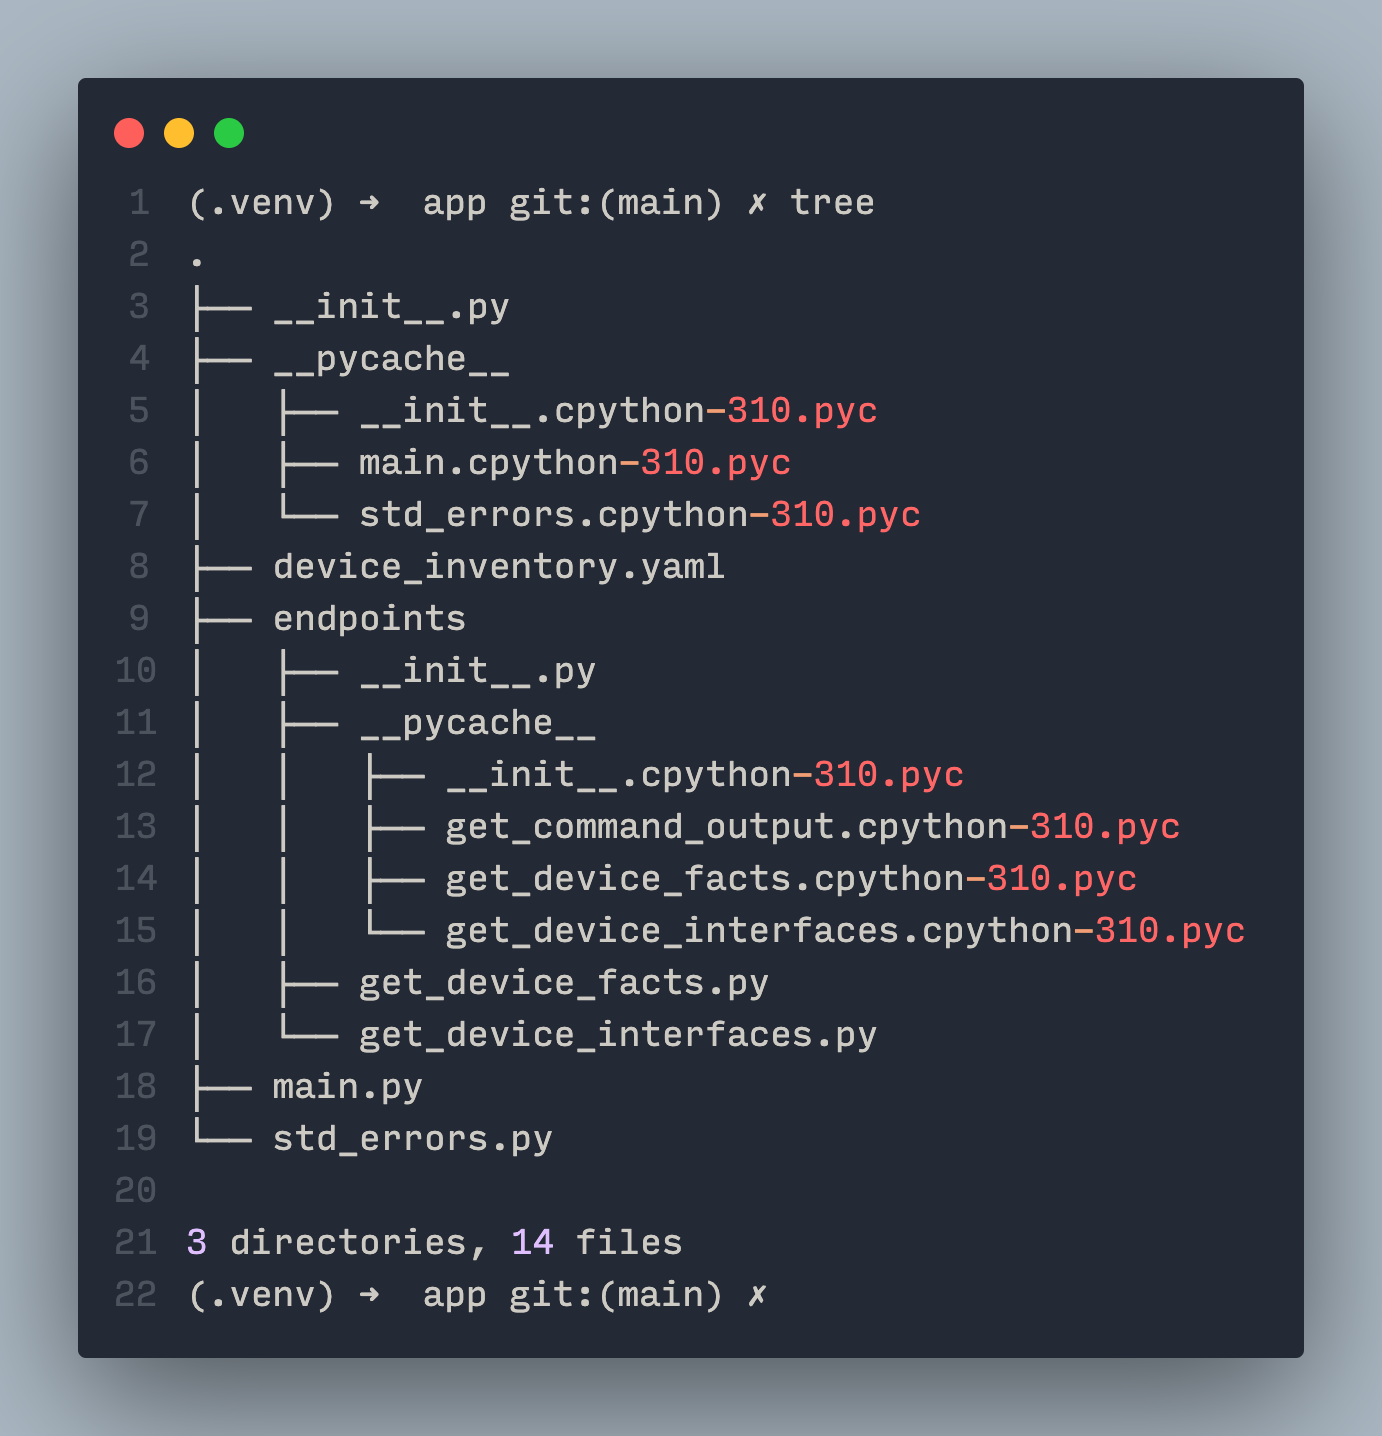 1 (.venv) ➜  app git:(main) ✗ tree
2 .
3 ├── __init__.py
4 ├── __pycache__
5 │   ├── __init__.cpython-310.pyc
6 │   ├── main.cpython-310.pyc
7 │   └── std_errors.cpython-310.pyc
8 ├── device_inventory.yaml
9 ├── endpoints
10 │   ├── __init__.py
11 │   ├── __pycache__
12 │   │   ├── __init__.cpython-310.pyc
13 │   │   ├── get_command_output.cpython-310.pyc
14 │   │   ├── get_device_facts.cpython-310.pyc
15 │   │   └── get_device_interfaces.cpython-310.pyc
16 │   ├── get_device_facts.py
17 │   └── get_device_interfaces.py
18 ├── main.py
19 └── std_errors.py
20
21 3 directories, 14 files
22 (.venv) ➜  app git:(main) ✗